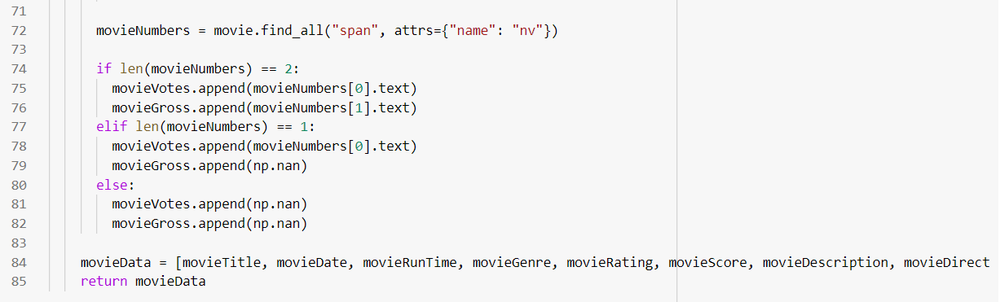 71
72 movieNumbers = movie.find_all("span", attrs={"name": "nv"})
73
74 if len(movieNumbers) == 2:
75 movieVotes.append(movieNumbers[0].text)
76 movieGross.append(movieNumbers[1].text)
77 elif len(movieNumbers) == 1:
78 movieVotes.append(movieNumbers[0].text)
79 movieGross.append(np.nan)
80 else:
81 movieVotes.append(np.nan)
82 movieGross.append(np.nan)
83
84 movieData = [movieTitle, movieDate, movieRunTime, movieGenre, movieRating, movieScore, movieDescription, movieDirect
85 return movieData